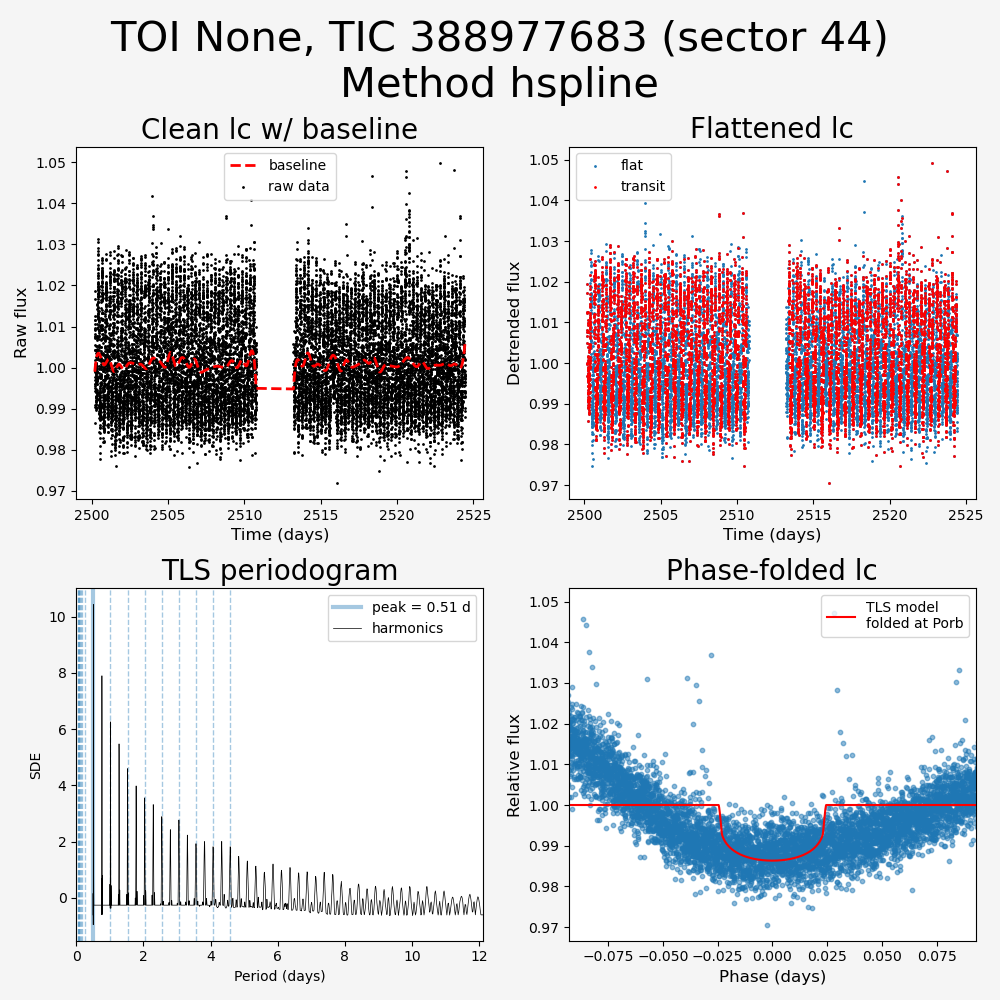 TOI None, TIC 388977683 (sector 44)
Method hspline
Clean lc w/ baseline
Flattened lc
baseline
raw data
flat
transit
Raw flux
1.05
1.04
1.03
1.02
1.01
1.00
0.99
0.98
0.97
2500
2505
2510
2515
2520
2525
Time (days)
Detrended flux
1.05
1.04
1.03
1.02
1.01
1.00
0.99
0.98
0.97
2500
2505
2510
2515
2520
2525
Time (days)
TLS periodogram
Phase-folded lc
peak = 0.51 d
harmonics
TLS model
folded at Porb
SDE
10
8
6
4
2
0
0
2
4
6
8
10
12
Period (days)
Relative flux
1.05
1.04
1.03
1.02
1.01
1.00
0.99
0.98
0.97
−0.075
−0.050
−0.025
0.000
0.025
0.050
0.075
Phase (days)